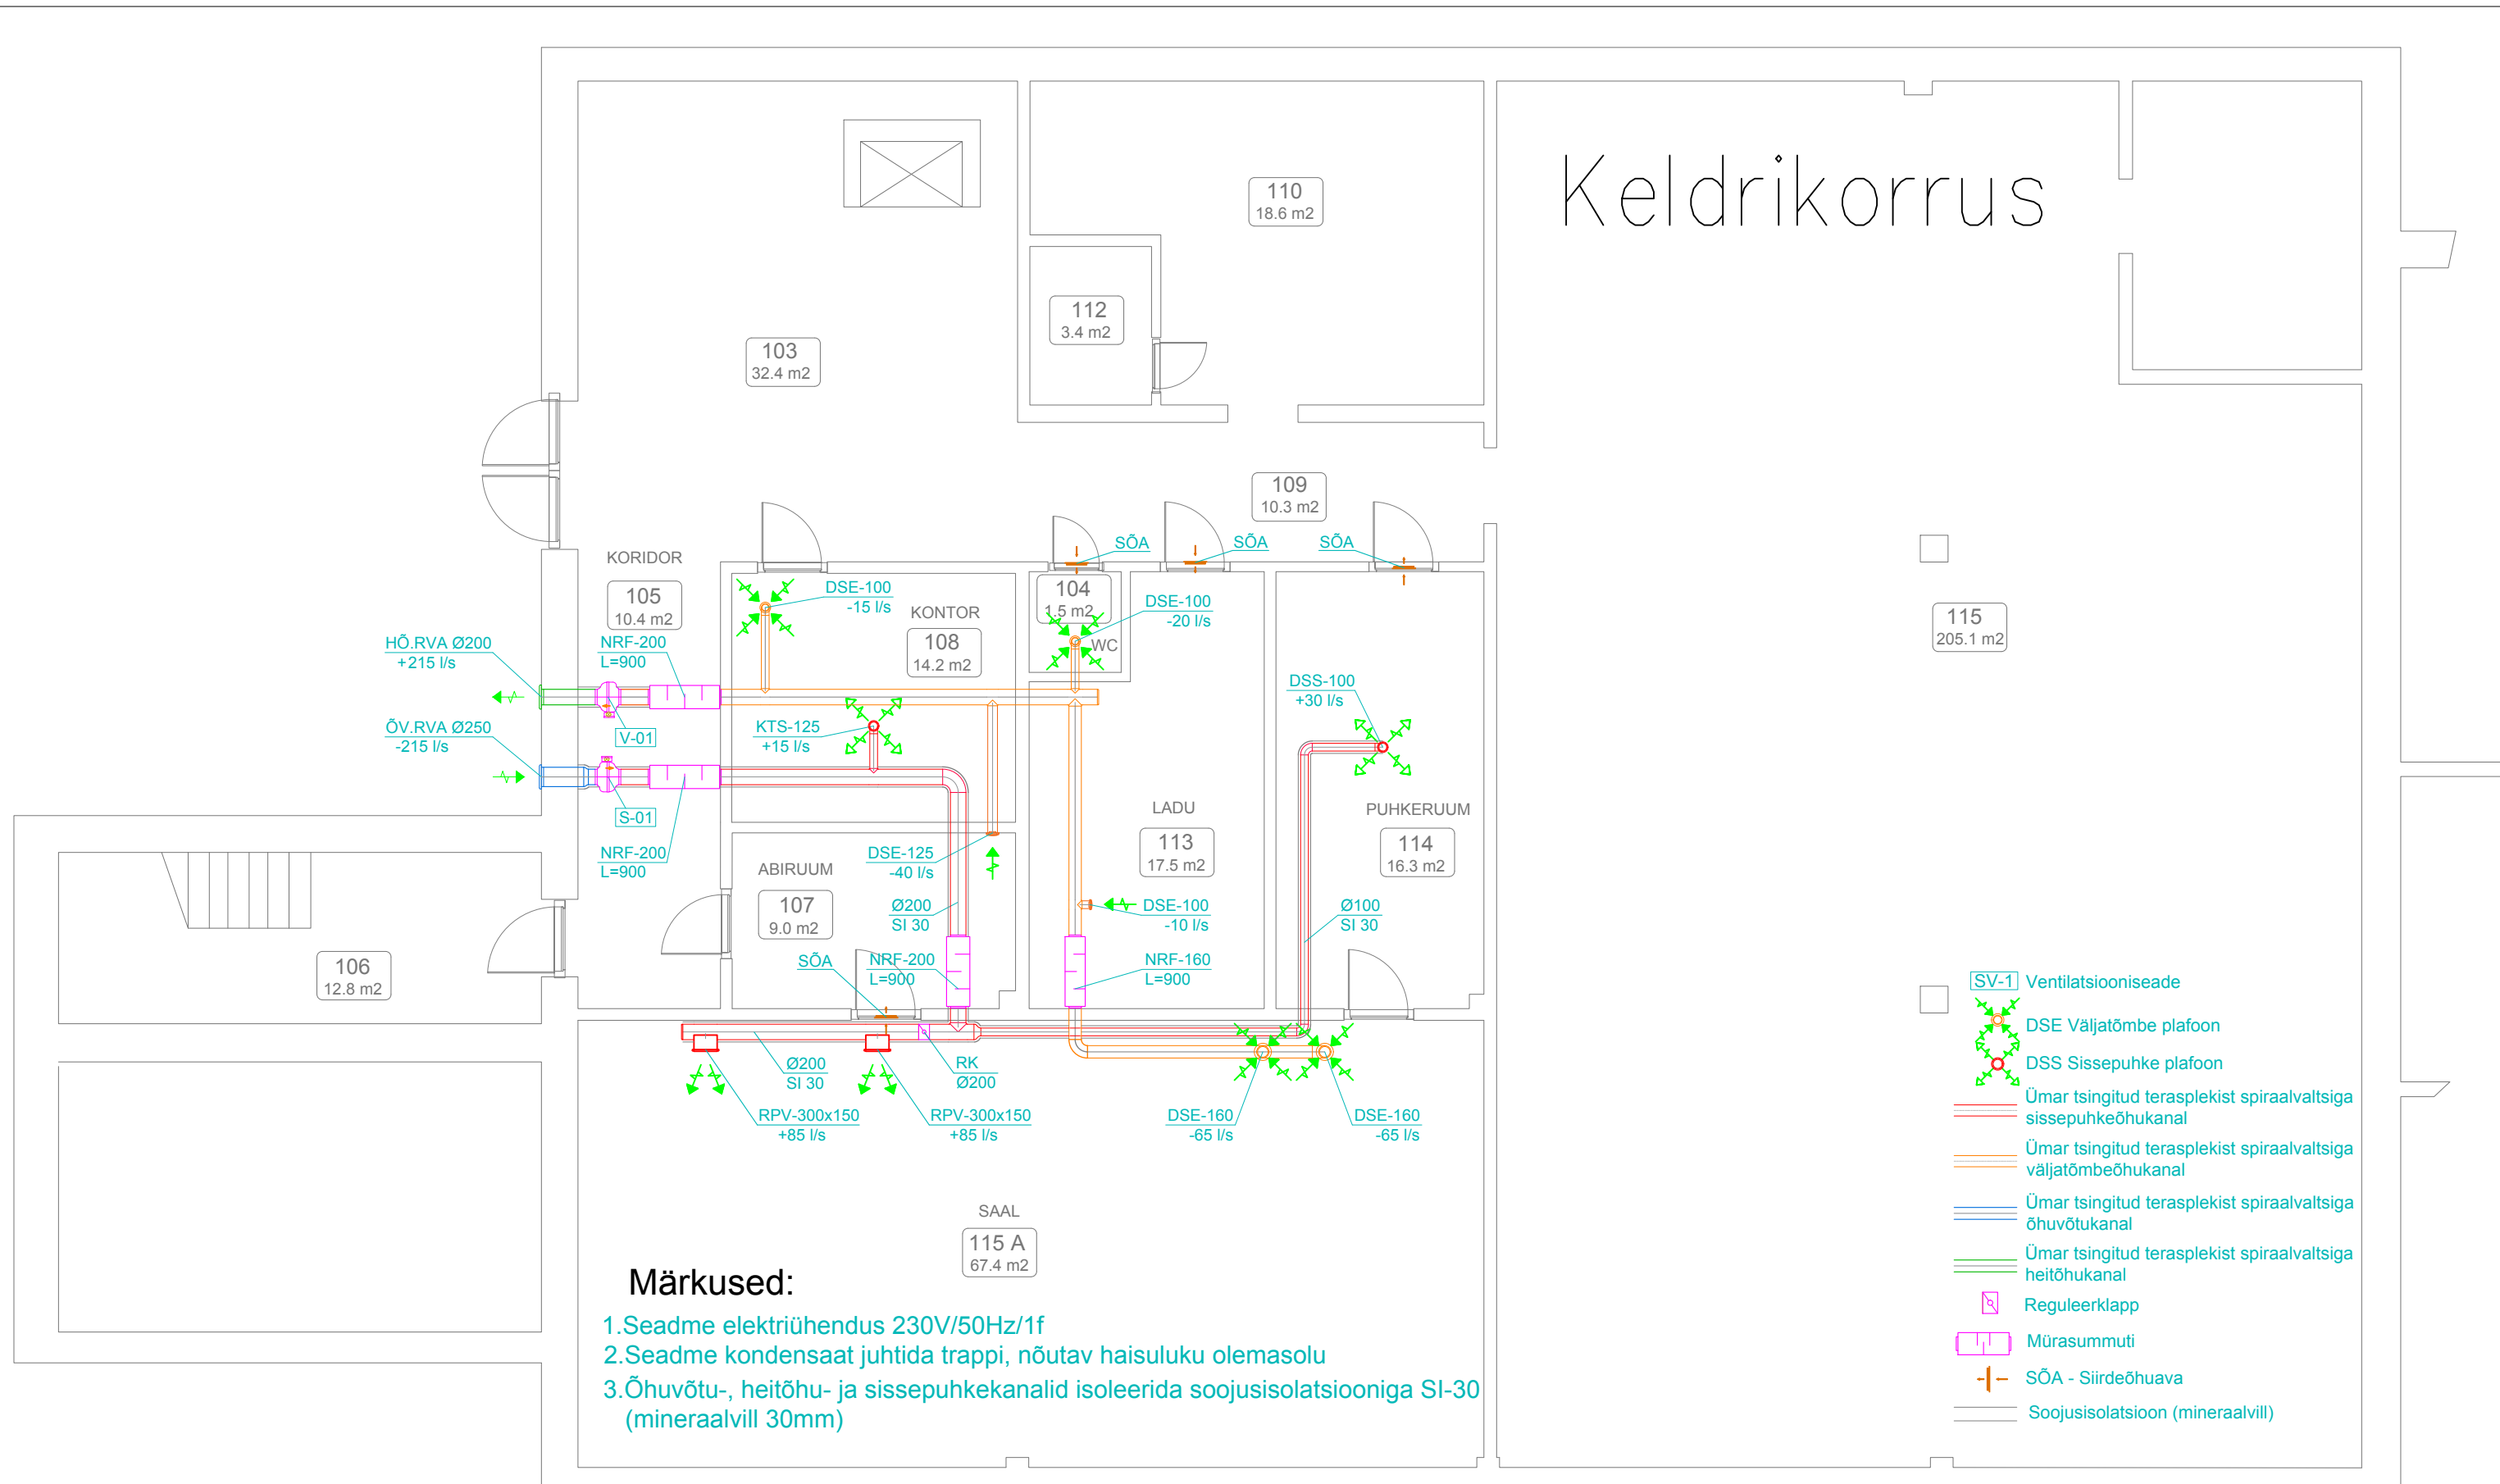 Keldrikorrus
110
18.6 m2
112
3.4 m2
103
32.4 m2
109
10.3 m2
SÕA
SÕA
SÕA
KORIDOR
105
10.4 m2
DSE-100
-15 l/s
KONTOR
108
14.2 m2
104
1.5 m2
WC
DSE-100
-20 l/s
115
205.1 m2
HÕ.RVA Ø200
+215 l/s
NRF-200
L=900
V-01
ÕV.RVA Ø250
-215 l/s
KTS-125
+15 l/s
DSS-100
+30 l/s
S-01
NRF-200
L=900
LADU
113
17.5 m2
PUHKERUUM
114
16.3 m2
ABIRUUM
107
9.0 m2
DSE-125
-40 l/s
Ø200
SI 30
DSE-100
-10 l/s
Ø100
SI 30
106
12.8 m2
SÕA
NRF-200
L=900
NRF-160
L=900
Ø200
SI 30
RK
Ø200
RPV-300x150
+85 l/s
RPV-300x150
+85 l/s
DSE-160
-65 l/s
DSE-160
-65 l/s
SAAL
115 A
67.4 m2
SV-1 Ventilatsiooniseade
DSE Väljatõmbe plafoon
DSS Sissepuhke plafoon
Ümar tsingitud terasplekist spiraalvaltsiga
sissepuhkeõhukanal
Ümar tsingitud terasplekist spiraalvaltsiga
väljatõmbeõhukanal
Ümar tsingitud terasplekist spiraalvaltsiga
õhuvõtukanal
Ümar tsingitud terasplekist spiraalvaltsiga
heitõhukanal
Reguleerklapp
Mürasummuti
SÕA - Siirdeõhuava
Soojusisolatsioon (mineraalvill)
Märkused:
1.Seadme elektriühendus 230V/50Hz/1f
2.Seadme kondensaat juhtida trappi, nõutav haisuluku olemasolu
3.Õhuvõtu-, heitõhu- ja sissepuhkekanalid isoleerida soojusisolatsiooniga SI-30
(mineraalvill 30mm)